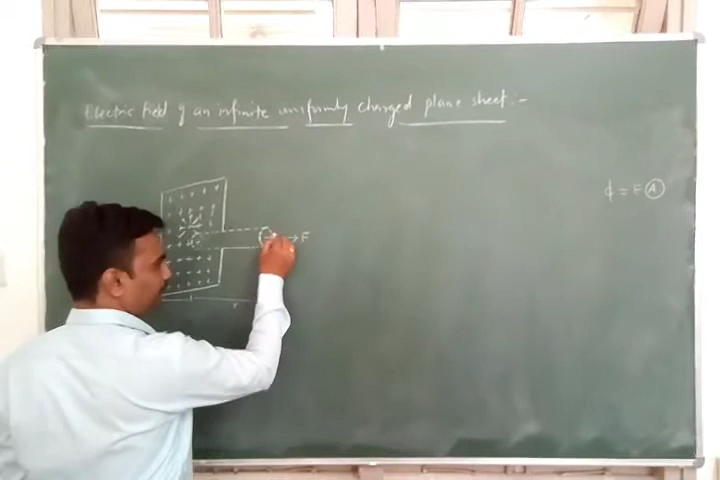 Electric field of an infinite uniformly charged plane sheet :-
ϕ = E A
E
r